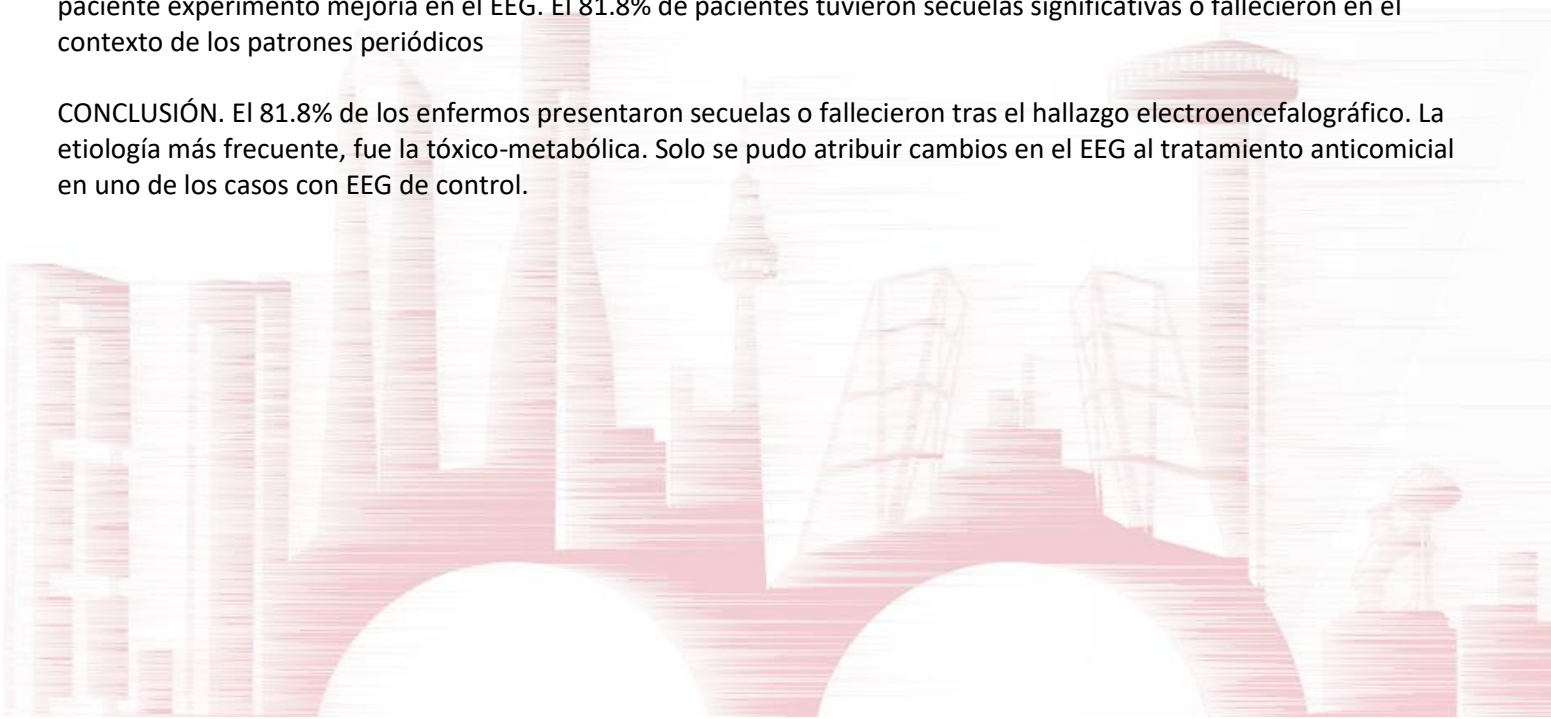 paciente experimentó mejoría en el EEG. El 81.8% de pacientes tuvieron secuelas significativas o fallecieron en el
contexto de los patrones periódicos
CONCLUSIÓN. El 81.8% de los enfermos presentaron secuelas o fallecieron tras el hallazgo electroencefalográfico. La
etiología más frecuente, fue la tóxico-metabólica. Solo se pudo atribuir cambios en el EEG al tratamiento anticomicial
en uno de los casos con EEG de control.